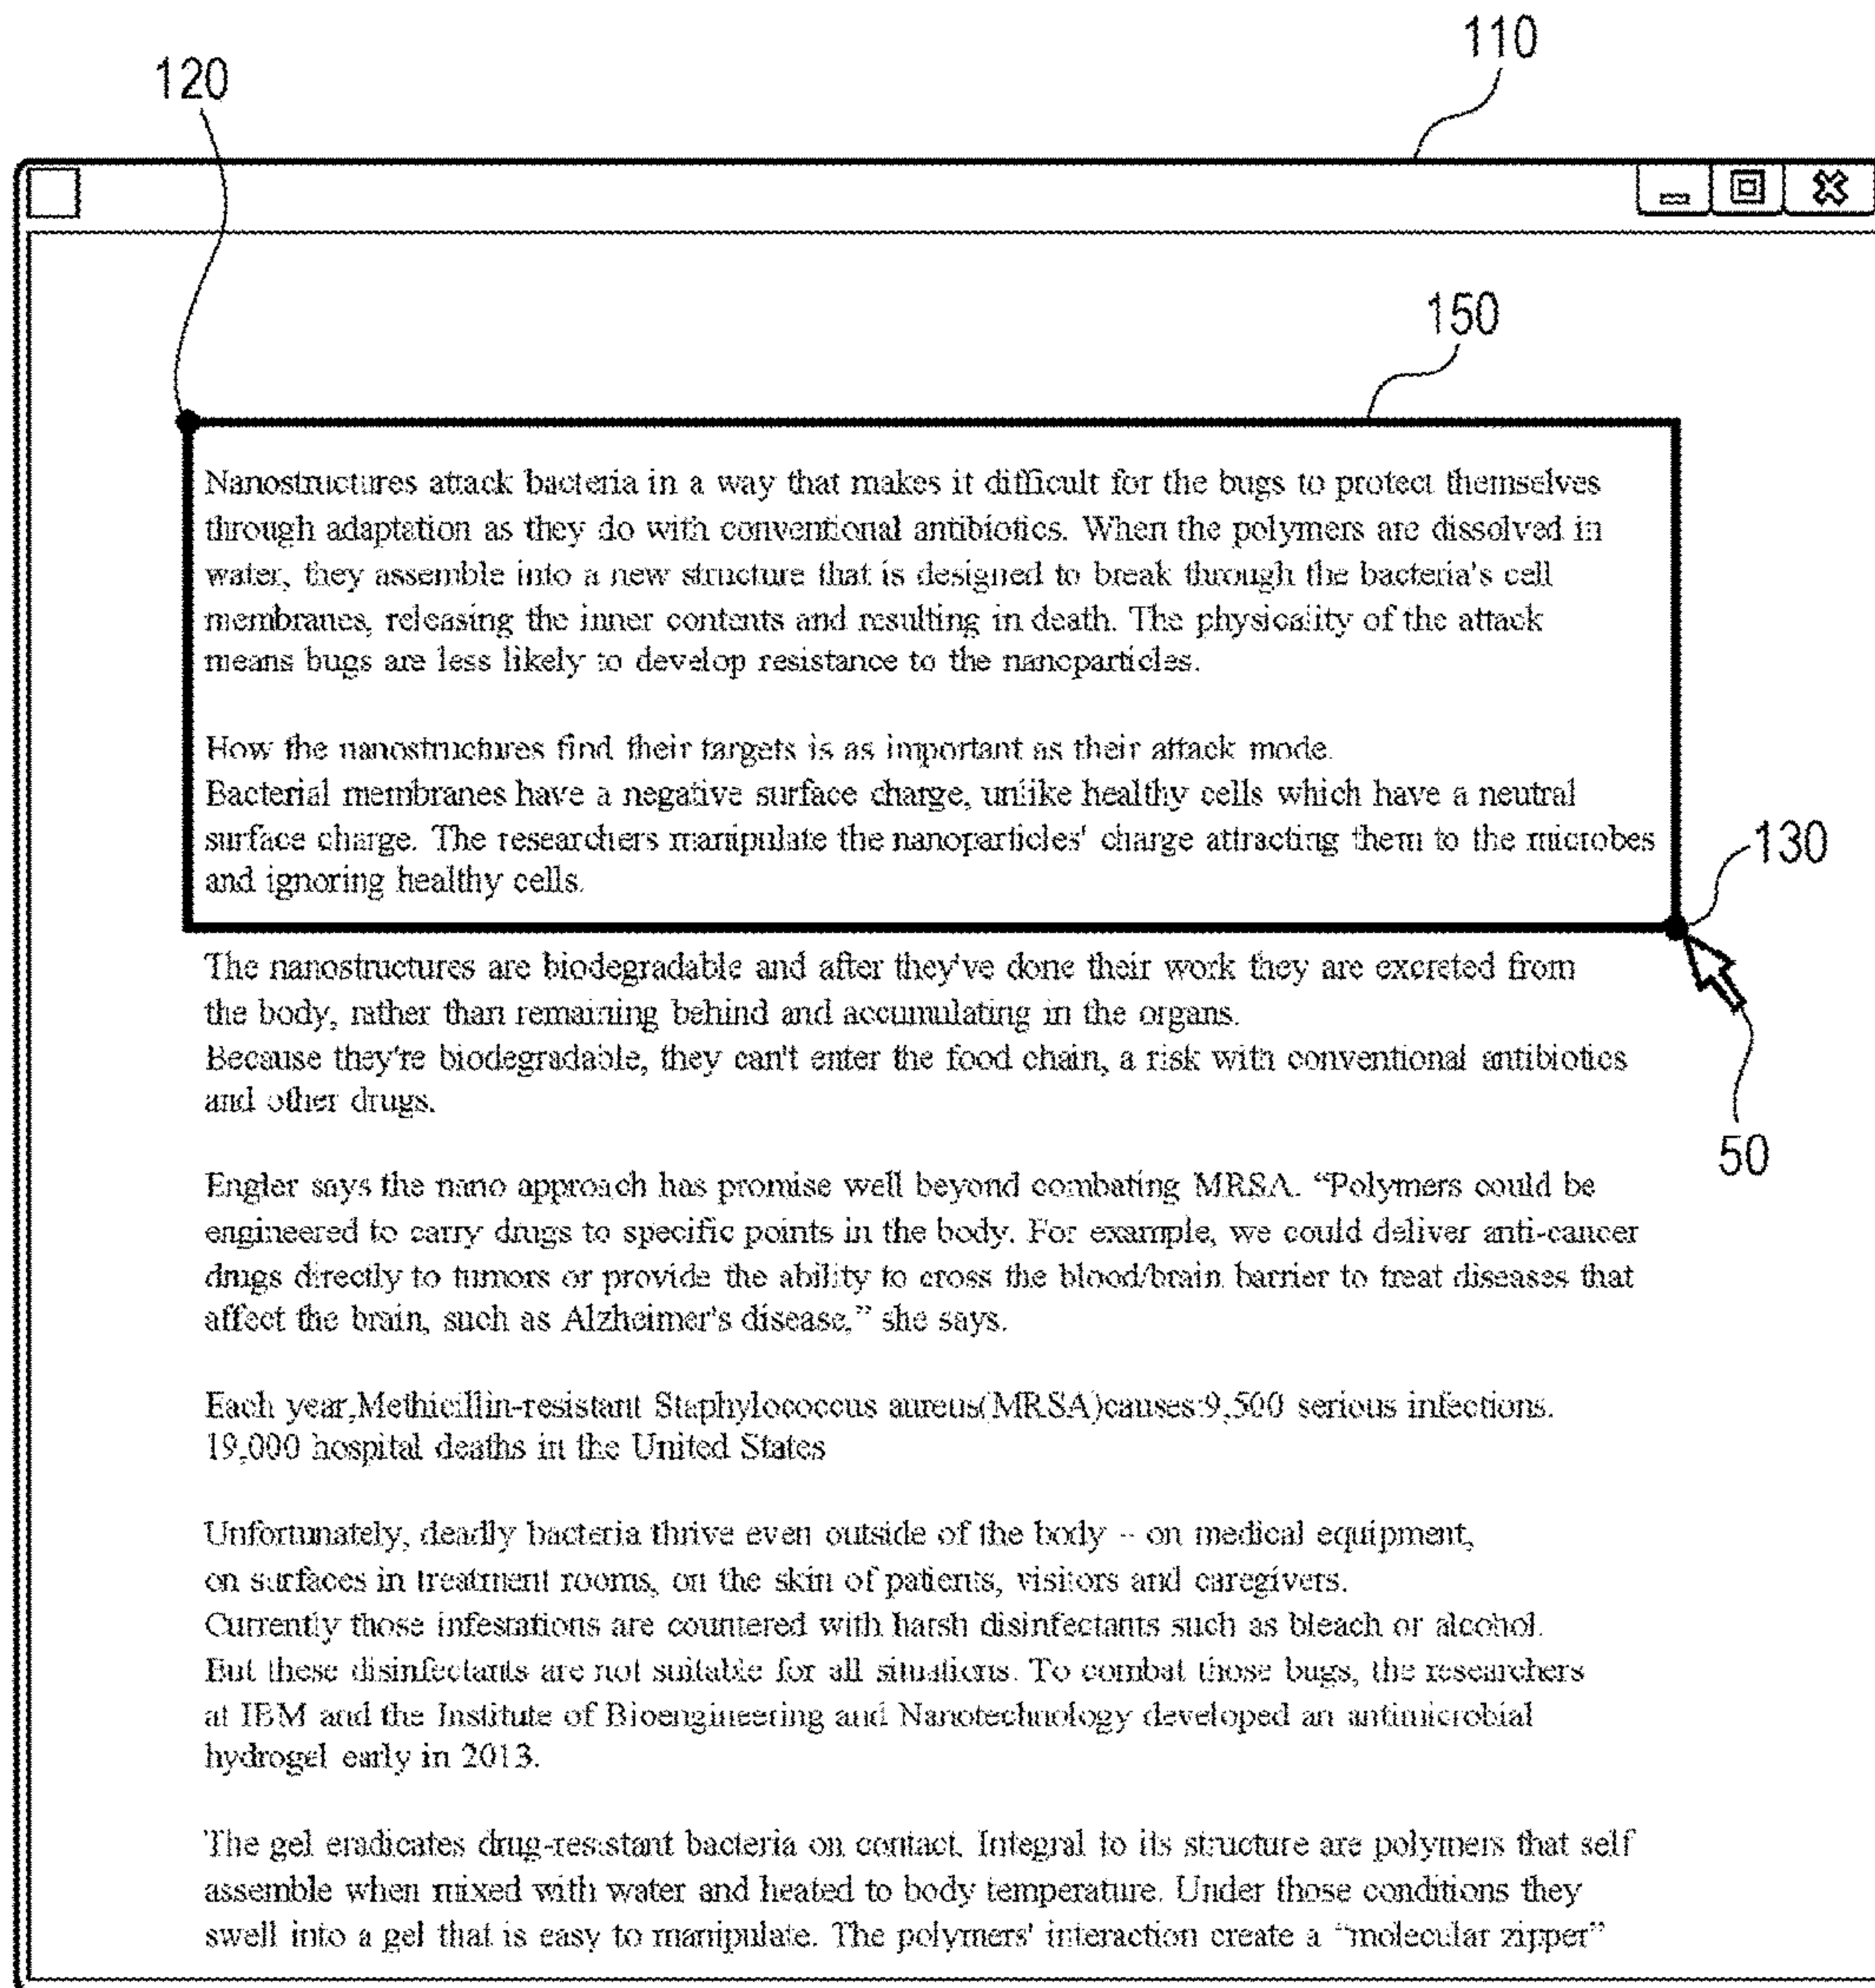 110
120
150
Nanostructures attack bacteria in a way that makes it difficult for the bugs to protect themselves
through adaptation as they do with conventional antibiotics. When the polymers are dissolved in
water, they assemble into a new structure that is designed to break through the bacteria's cell
membranes, releasing the inner contents and resulting in death. The physicality of the attack
means bugs are less likely to develop resistance to the nanoparticles.
How the nanostructures find their targets is as important as their attack mode.
Bacterial membranes have a negative surface charge, unlike healthy cells which have a neutral
surface charge. The researchers manipulate the nanoparticles' charge attracting them to the microbes
and ignoring healthy cells.
130
The nanostructures are biodegradable and after they've done their work they are excreted from
the body, rather than remaining behind and accumulating in the organs.
Because they're biodegradable, they can't enter the food chain, a risk with conventional antibiotics
and other drugs.
50
Engler says the nano approach has promise well beyond combating MRSA. “Polymers could be
engineered to carry drugs to specific points in the body. For example, we could deliver anti-cancer
drugs directly to tumors or provide the ability to cross the blood/brain barrier to treat diseases that
affect the brain, such as Alzheimer's disease,” she says.
Each year,Methicillin-resistant Staphylococcus aureus(MRSA)causes:9,500 serious infections.
19,000 hospital deaths in the United States
Unfortunately, deadly bacteria thrive even outside of the body -- on medical equipment,
on surfaces in treatment rooms, on the skin of patients, visitors and caregivers.
Currently those infestations are countered with harsh disinfectants such as bleach or alcohol.
But these disinfectants are not suitable for all situations. To combat those bugs, the researchers
at IBM and the Institute of Bioengineering and Nanotechnology developed an antimicrobial
hydrogel early in 2013.
The gel eradicates drug-resistant bacteria on contact. Integral to its structure are polymers that self
assemble when mixed with water and heated to body temperature. Under those conditions they
swell into a gel that is easy to manipulate. The polymers' interaction create a “molecular zipper”